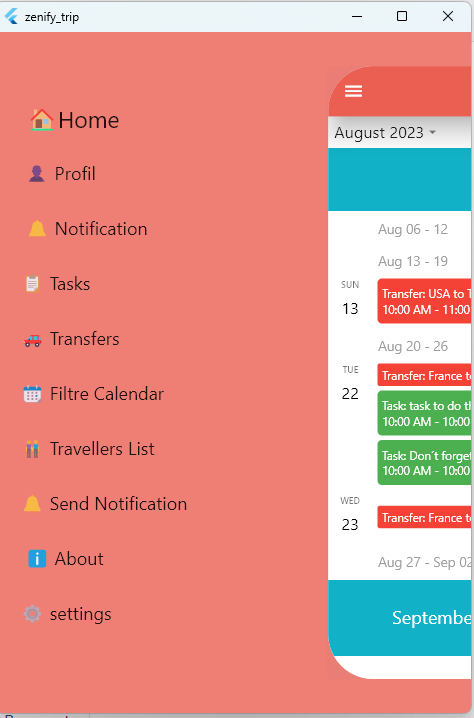 zenify_trip
Home
Profil
Notification
Tasks
Transfers
Filtre Calendar
Travellers List
Send Notification
About
settings
August 2023
Aug 06 - 12
Aug 13 - 19
SUN
13
Transfer: USA to
10:00 AM - 11:00
Aug 20 - 26
TUE
22
Transfer: France to
Task: task to do th
10:00 AM - 10:00
Task: Don't forget
10:00 AM - 10:00
WED
23
Transfer: France to
Aug 27 - Sep 02
Septembe